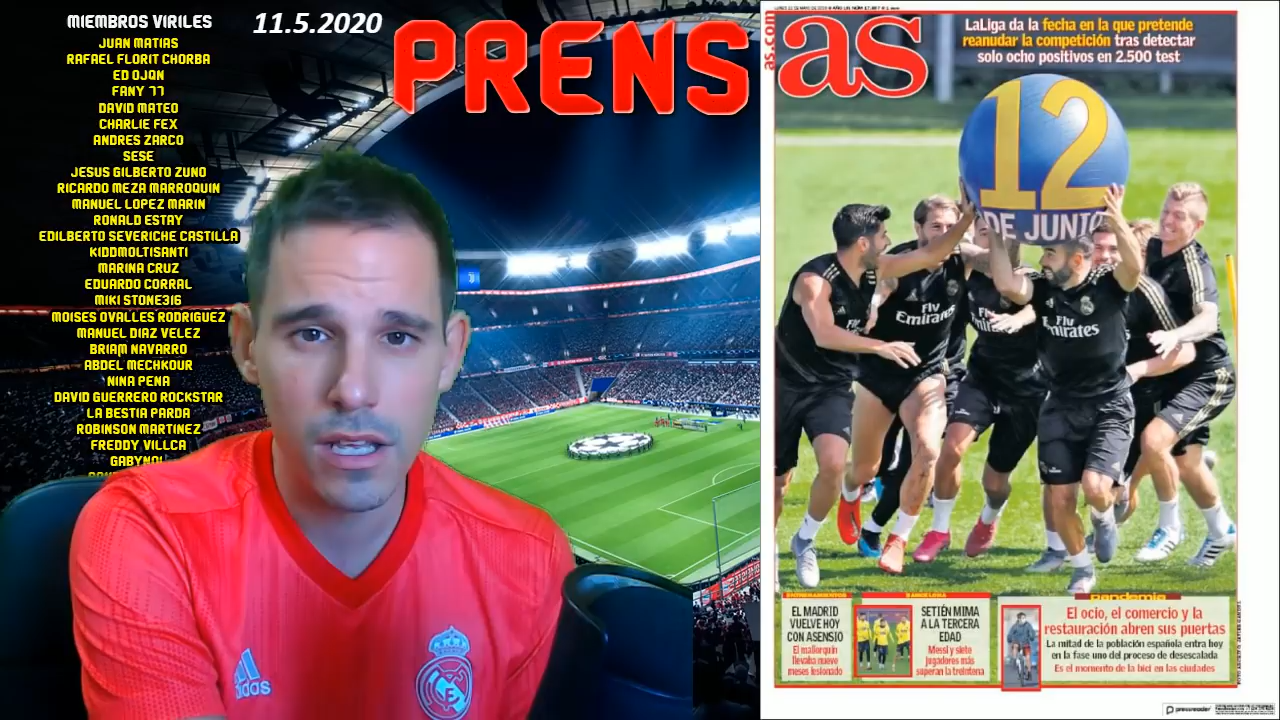 MIEMBROS VIRILES
JUAN MATIAS
RAFAEL FLORIT CHORBA
ED OJQN
FANY 77
DAVID MATEO
CHARLIE FEX
ANDRES ZARCO
SESE
JESUS GILBERTO ZUNO
RICARDO MEZA MARROQUIN
MANUEL LOPEZ MARIN
RONALD ESTAY
EDILBERTO SEVERICHE CASTILLA
KIDDMOLTISANTI
MARINA CRUZ
EDUARDO CORRAL
MIKI STONE316
MOISES OVALLES RODRIGUEZ
MANUEL DIAZ VELEZ
BRIAM NAVARRO
ABDEL MECHKOUR
NINA PENA
DAVID GUERRERO ROCKSTAR
LA BESTIA PARDA
ROBINSON MARTINEZ
FREDDY VILLCA
11.5.2020
PRENS
adidas
as.com
as
LaLiga da la fecha en la que pretende
reanudar la competición tras detectar
solo ocho positivos en 2.500 test
12
DE JUNIO
Fly
Emirates
Fly
Emirates
ENTRENAMIENTOS
EL MADRID
VUELVE HOY
CON ASENSIO
El mallorquín
llevaba nueve
meses lesionado
BARCELONA
SETIÉN MIMA
A LA TERCERA
EDAD
Messi y siete
jugadores más
superan la treintena
pandemia
El ocio, el comercio y la
restauración abren sus puertas
La mitad de la población española entra hoy
en la fase uno del proceso de desescalada
Es el momento de la bici en las ciudades
pressreader